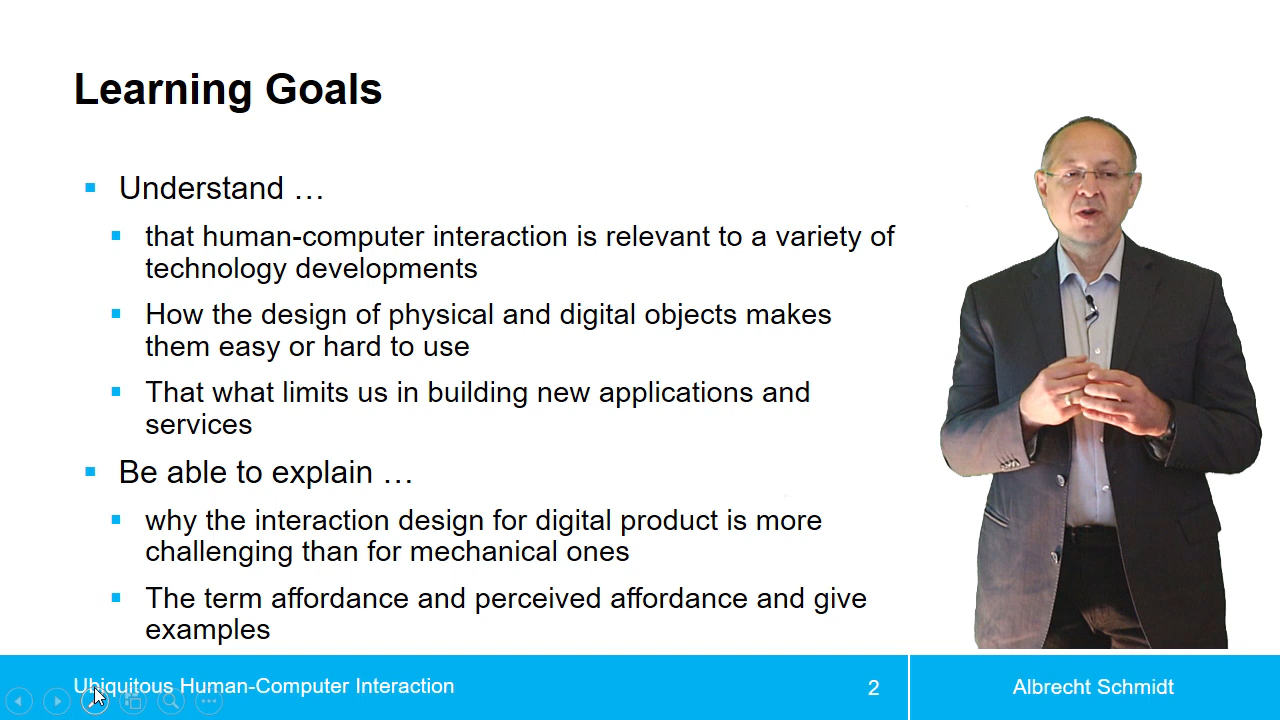 Learning Goals
Understand …
that human-computer interaction is relevant to a variety of
technology developments
How the design of physical and digital objects makes
them easy or hard to use
That what limits us in building new applications and
services
Be able to explain …
why the interaction design for digital product is more
challenging than for mechanical ones
The term affordance and perceived affordance and give
examples
Ubiquitous Human-Computer Interaction
2
Albrecht Schmidt